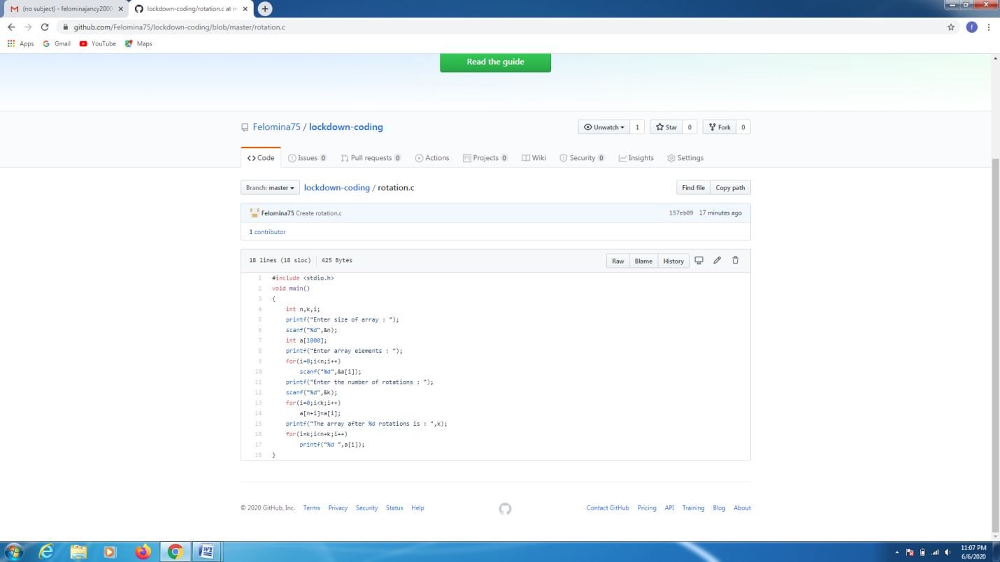 (no subject) - felominajancy2000
lockdown-coding/rotation.c at m
github.com/Felomina75/lockdown-coding/blob/master/rotation.c
f
Apps Gmail YouTube Maps
Read the guide
Felomina75 / lockdown-coding
Unwatch 1 Star 0 Fork 0
Code Issues 0 Pull requests 0 Actions Projects 0 Wiki Security 0 Insights Settings
Branch: master lockdown-coding / rotation.c Find file Copy path
Felomina75 Create rotation.c 157eb09 17 minutes ago
1 contributor
18 lines (18 sloc) 425 Bytes Raw Blame History
1 #include <stdio.h>
2 void main()
3 {
4 int n,k,i;
5 printf("Enter size of array : ");
6 scanf("%d",&n);
7 int a[1000];
8 printf("Enter array elements : ");
9 for(i=0;i<n;i++)
10 scanf("%d",&a[i]);
11 printf("Enter the number of rotations : ");
12 scanf("%d",&k);
13 for(i=0;i<k;i++)
14 a[n+i]=a[i];
15 printf("The array after %d rotations is : ",k);
16 for(i=k;i<n+k;i++)
17 printf("%d ",a[i]);
18 }
© 2020 GitHub, Inc. Terms Privacy Security Status Help Contact GitHub Pricing API Training Blog About
11:07 PM
6/6/2020